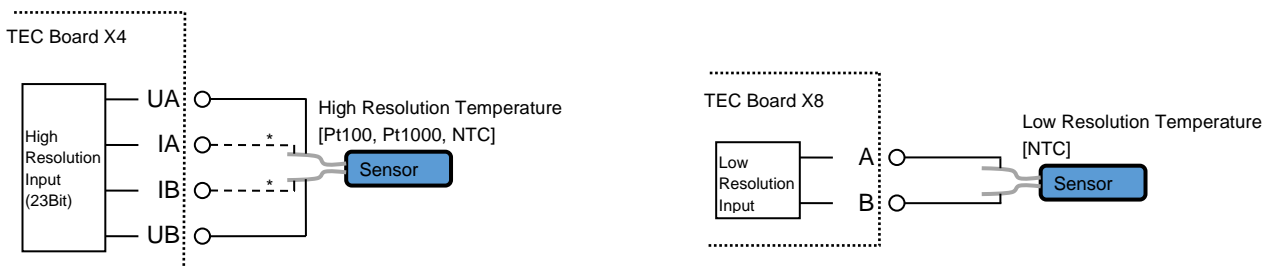 TEC Board X4
High
Resolution
Input
(23Bit)
UA
IA
IB
UB
*
*
High Resolution Temperature
[Pt100, Pt1000, NTC]
Sensor
TEC Board X8
Low
Resolution
Input
A
B
Low Resolution Temperature
[NTC]
Sensor